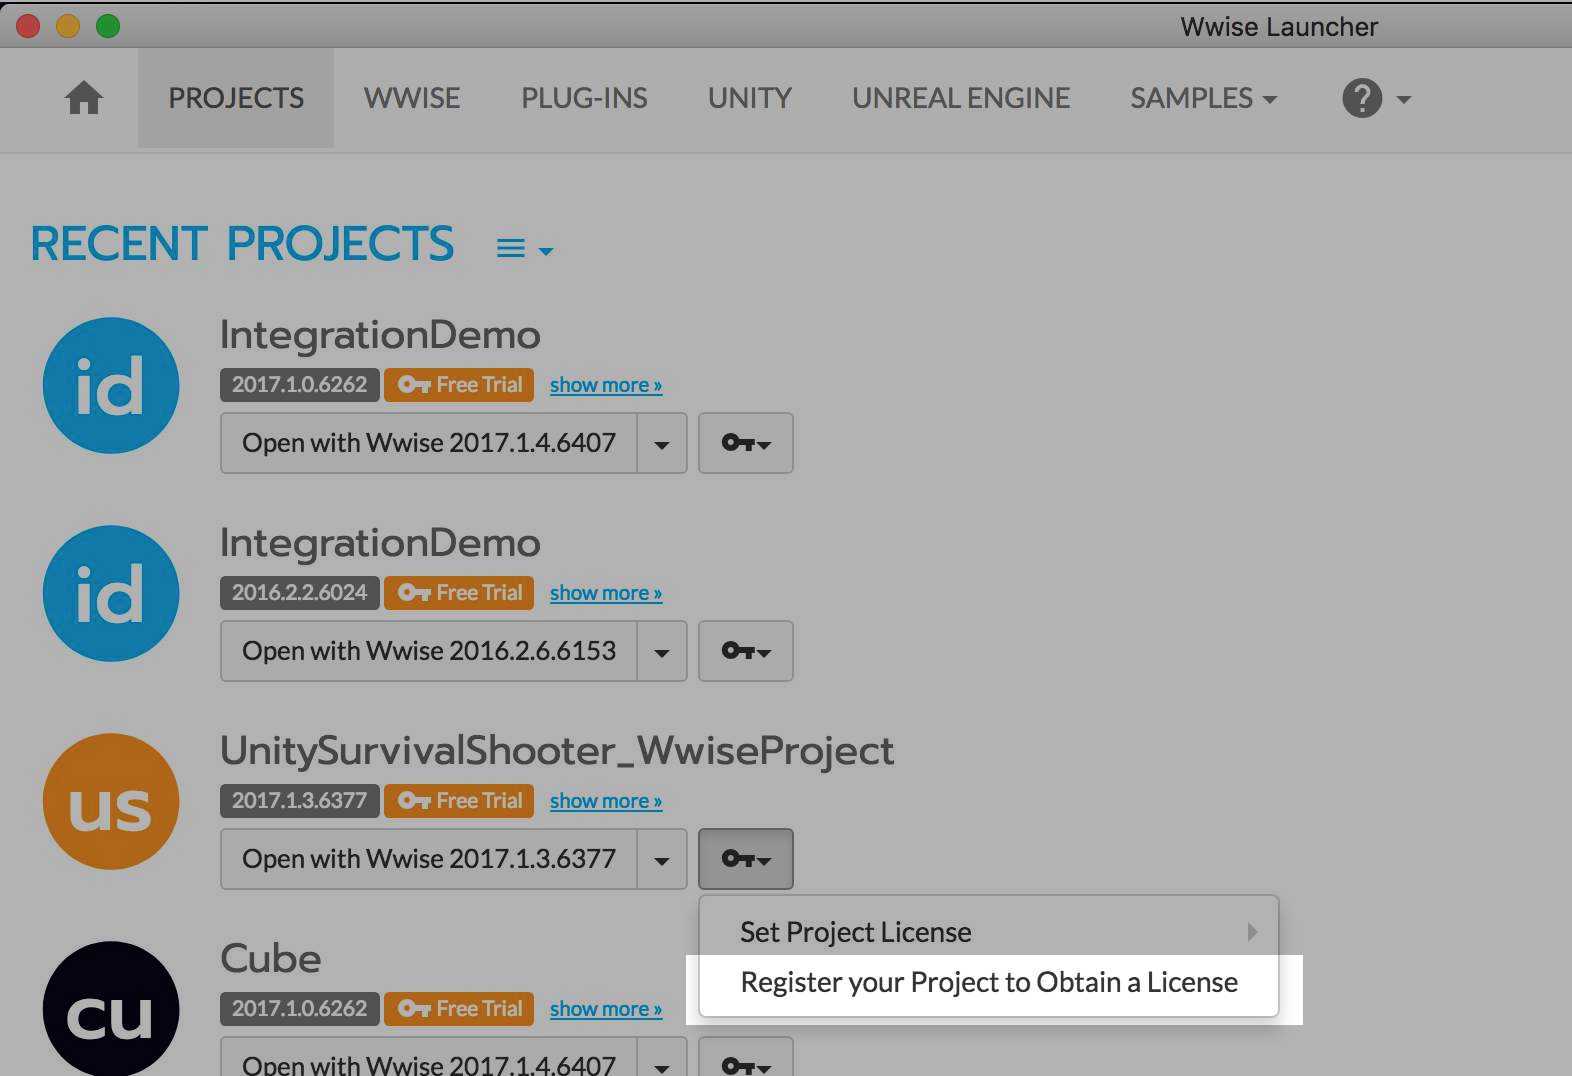 Wwise Launcher
PROJECTS WWISE PLUG-INS UNITY UNREAL ENGINE SAMPLES ?
RECENT PROJECTS
id
IntegrationDemo
2017.1.0.6262 Free Trial show more »
Open with Wwise 2017.1.4.6407
id
IntegrationDemo
2016.2.2.6024 Free Trial show more »
Open with Wwise 2016.2.6.6153
us
UnitySurvivalShooter_WwiseProject
2017.1.3.6377 Free Trial show more »
Open with Wwise 2017.1.3.6377
Set Project License
Register your Project to Obtain a License
cu
Cube
2017.1.0.6262 Free Trial show more »
Open with Wwise 2017.1.4.6407